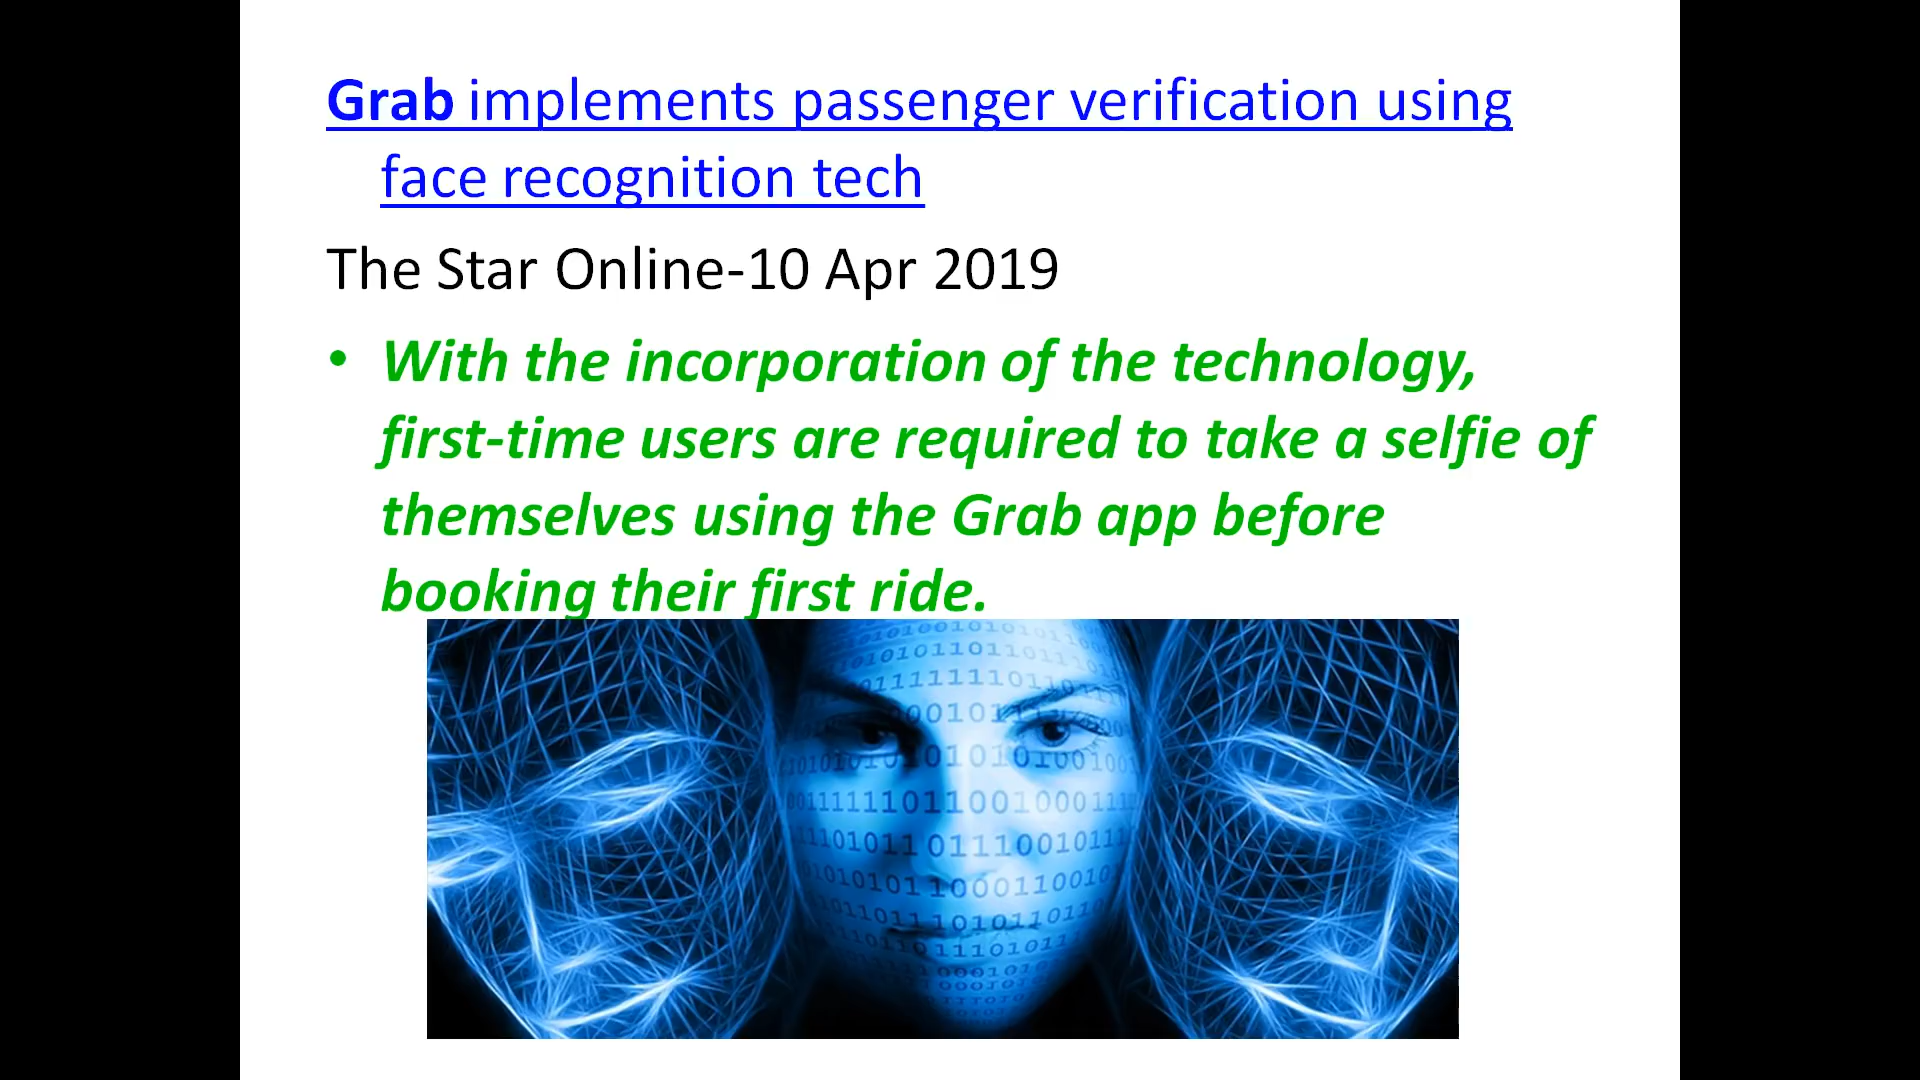 Grab implements passenger verification using
face recognition tech
The Star Online-10 Apr 2019
• With the incorporation of the technology,
first-time users are required to take a selfie of
themselves using the Grab app before
booking their first ride.